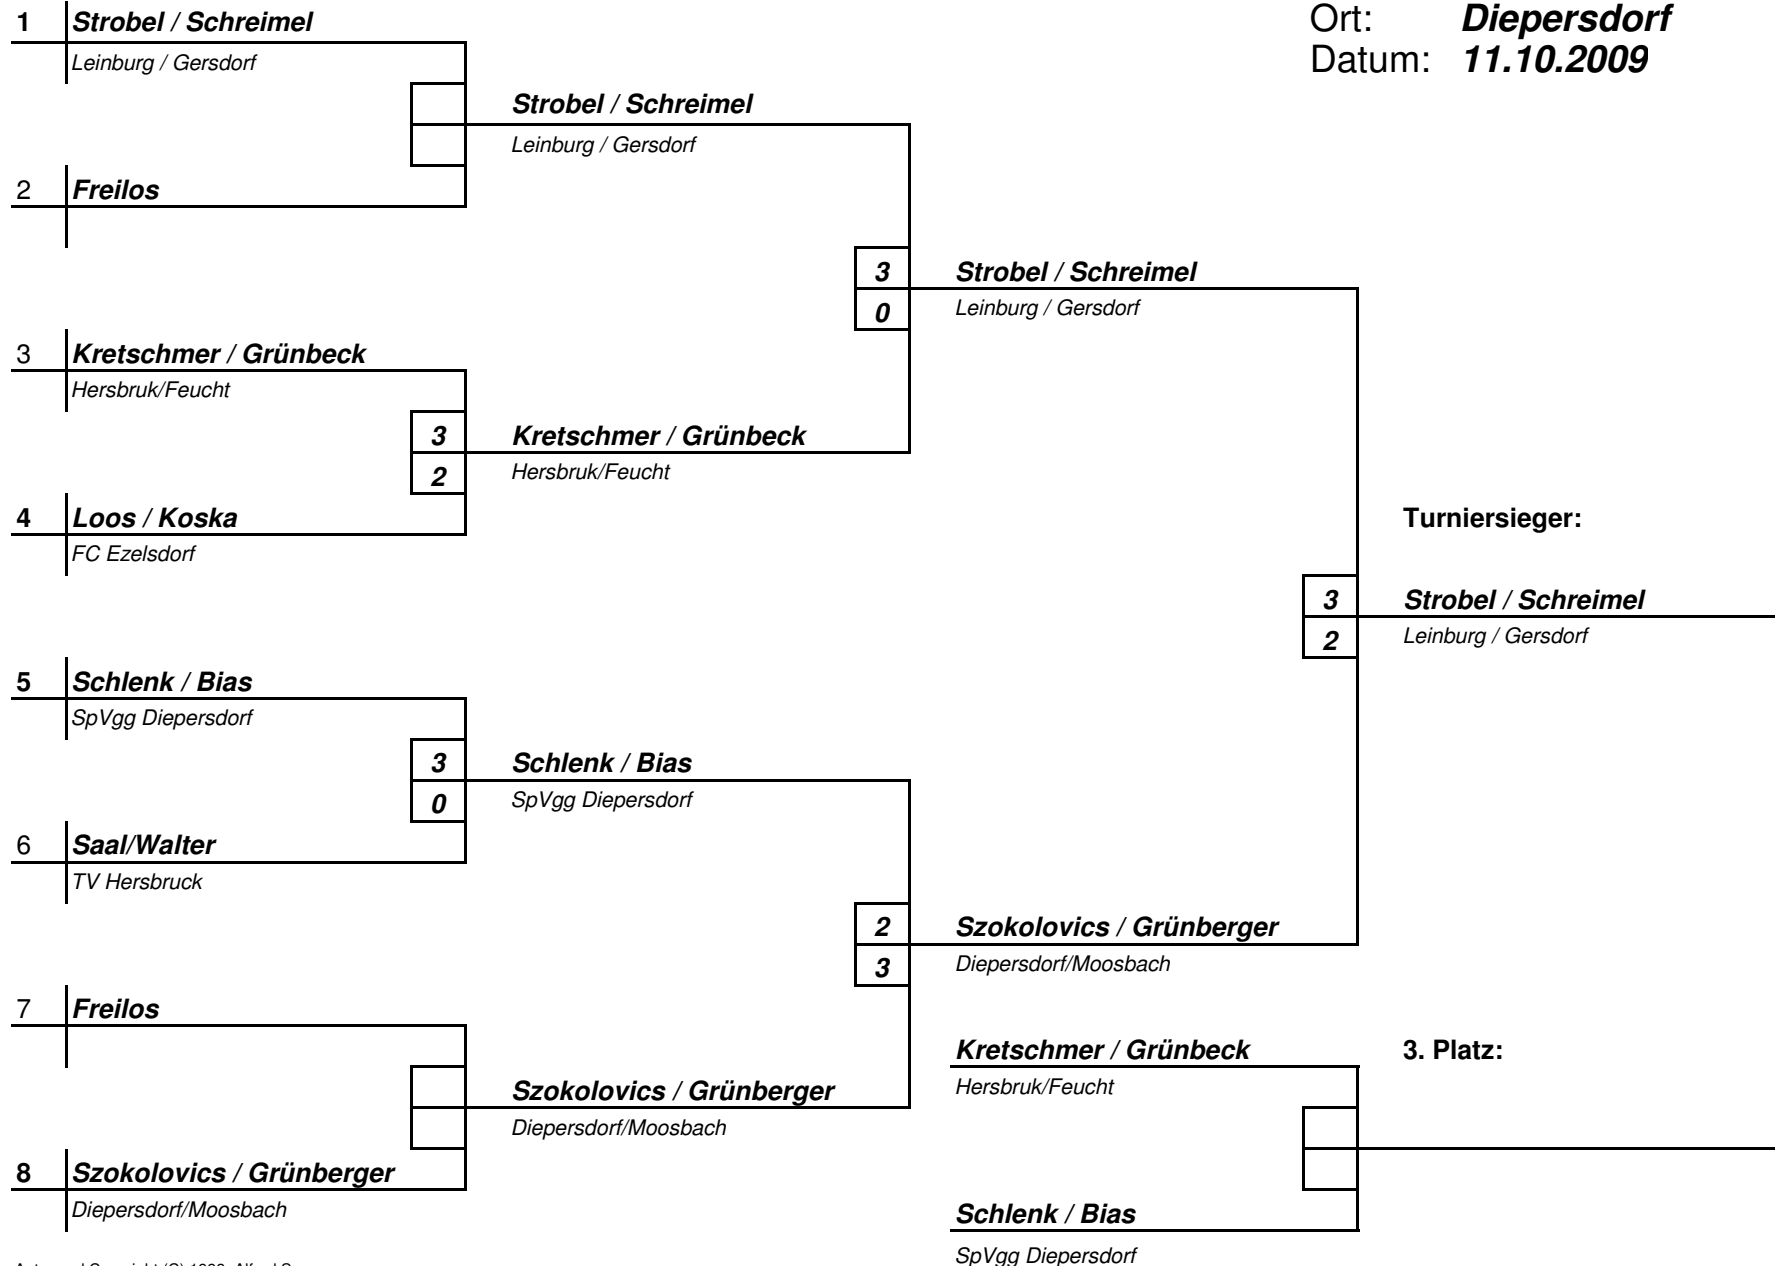 Ort: Diepersdorf
Datum: 11.10.2009
1 Strobel / Schreimel
Leinburg / Gersdorf
Strobel / Schreimel
Leinburg / Gersdorf
2 Freilos
3 Strobel / Schreimel
0 Leinburg / Gersdorf
3 Kretschmer / Grünbeck
Hersbruk/Feucht
3 Kretschmer / Grünbeck
2 Hersbruk/Feucht
4 Loos / Koska
FC Ezelsdorf
Turniersieger:
3 Strobel / Schreimel
2 Leinburg / Gersdorf
5 Schlenk / Bias
SpVgg Diepersdorf
3 Schlenk / Bias
0 SpVgg Diepersdorf
6 Saal/Walter
TV Hersbruck
2 Szokolovics / Grünberger
3 Diepersdorf/Moosbach
7 Freilos
Szokolovics / Grünberger
Diepersdorf/Moosbach
8 Szokolovics / Grünberger
Diepersdorf/Moosbach
Kretschmer / Grünbeck
Hersbruk/Feucht
3. Platz:
Schlenk / Bias
SpVgg Diepersdorf